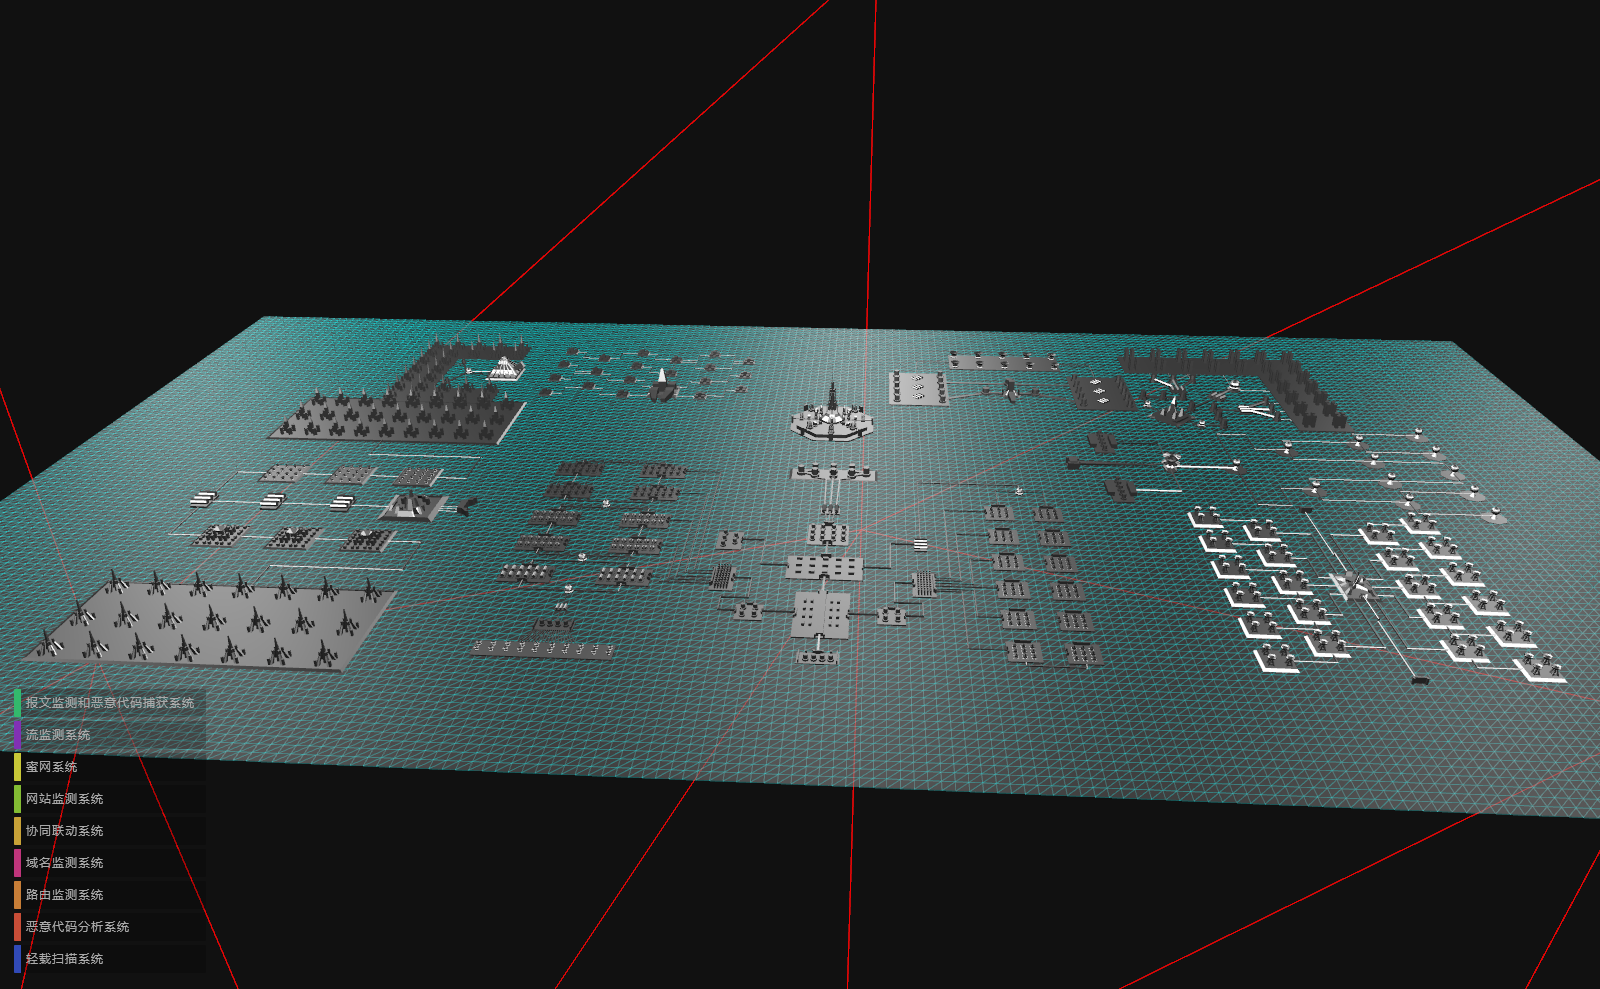 报文监测和恶意代码捕获系统
流监测系统
蜜网系统
网站监测系统
协同联动系统
域名监测系统
路由监测系统
恶意代码分析系统
轻载扫描系统